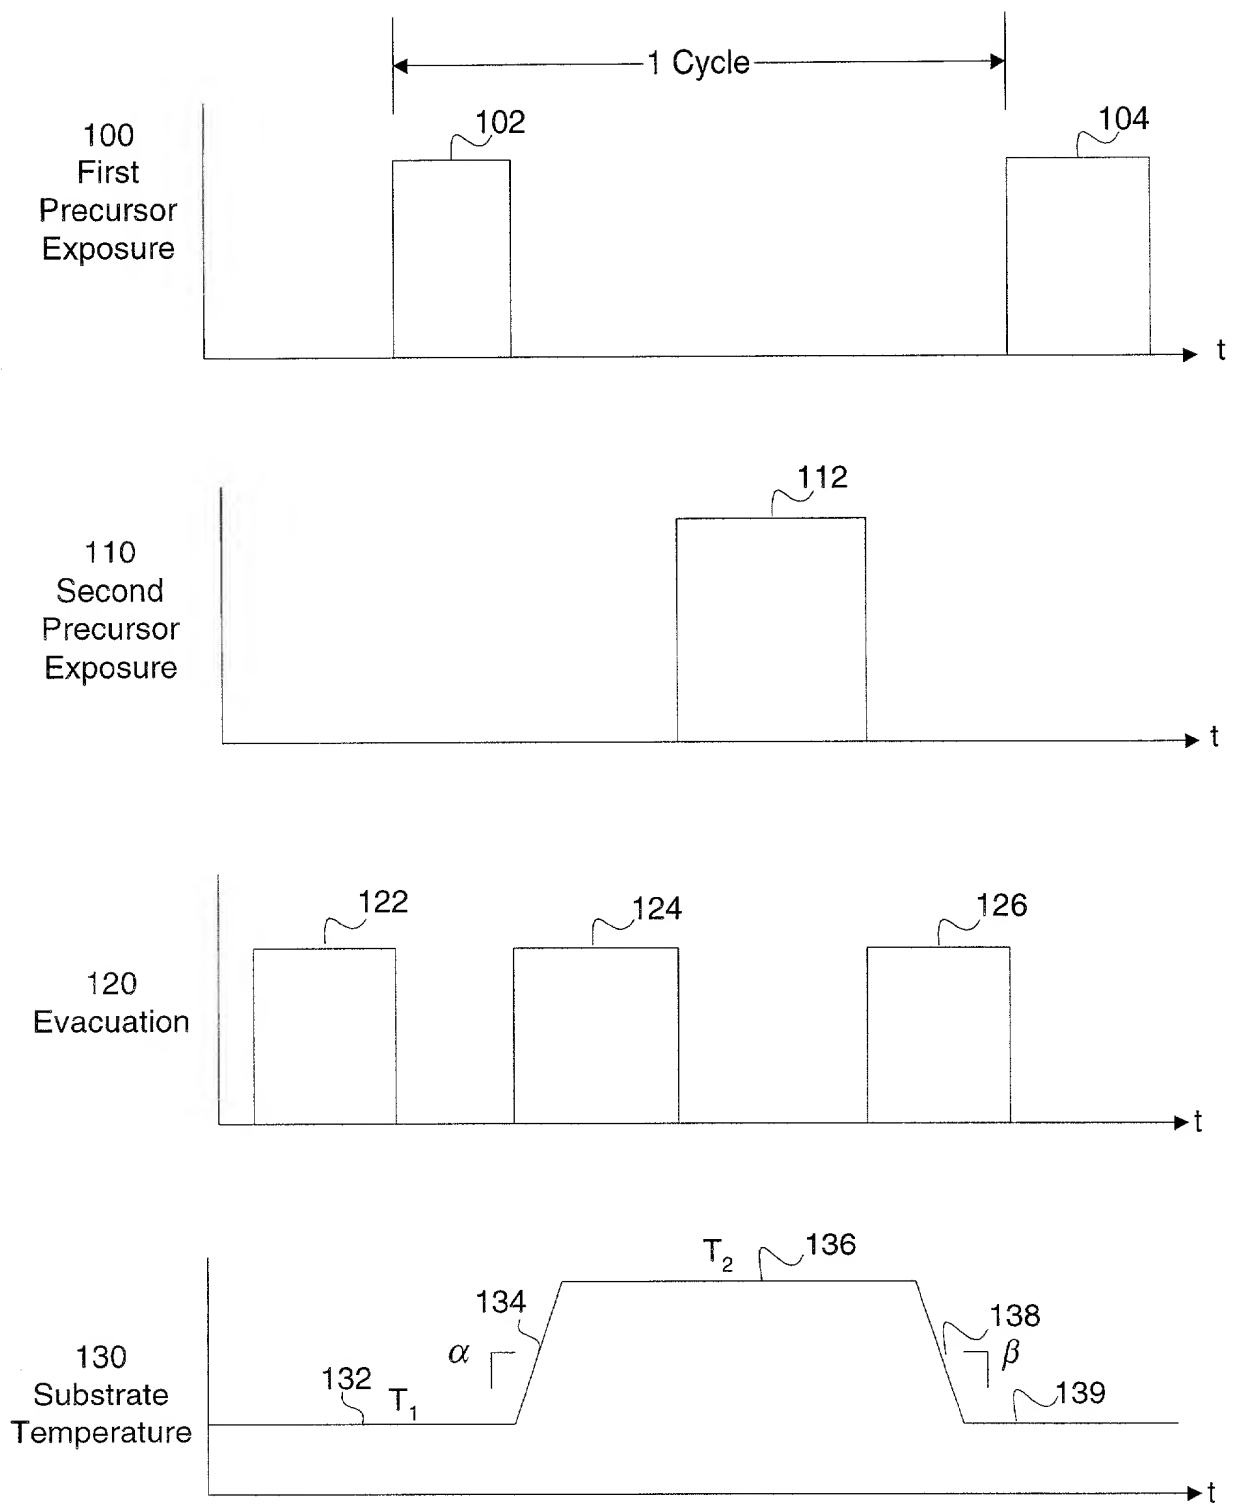 1 Cycle
102
104
100
First
Precursor
Exposure
t
112
110
Second
Precursor
Exposure
t
122
124
126
120
Evacuation
t
T2
136
134
138
α
β
130
Substrate
Temperature
132
T1
139
t